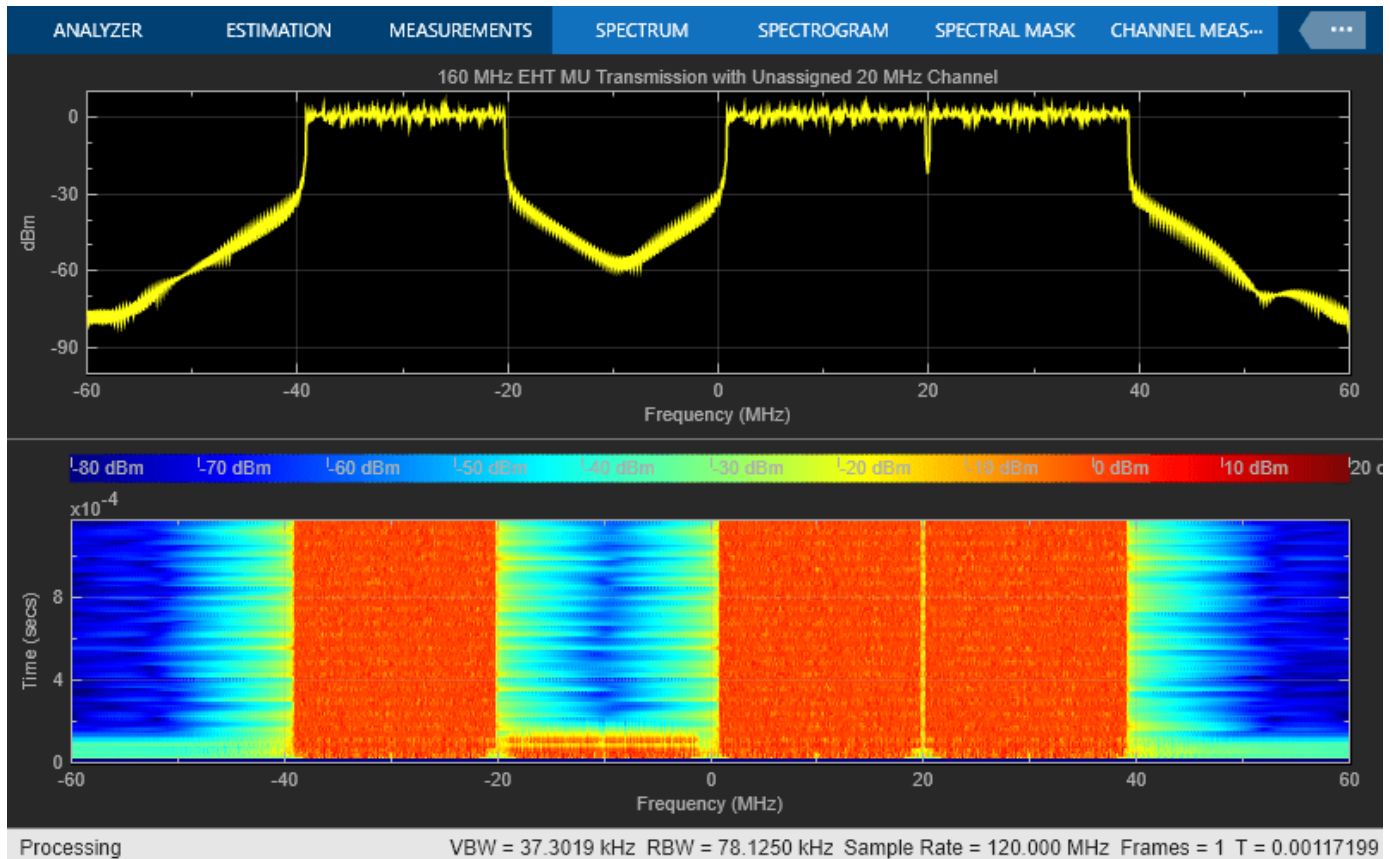 ANALYZER ESTIMATION MEASUREMENTS SPECTRUM SPECTROGRAM SPECTRAL MASK CHANNEL MEAS··· ···
160 MHz EHT MU Transmission with Unassigned 20 MHz Channel
0
-30
dBm
-60
-90
-60 -40 -20 0 20 40 60
Frequency (MHz)
-80 dBm -70 dBm -60 dBm -50 dBm -40 dBm -30 dBm -20 dBm -10 dBm 0 dBm 10 dBm 20 d
x10-4
8
Time (secs)
4
0
-60 -40 -20 0 20 40 60
Frequency (MHz)
Processing VBW = 37.3019 kHz RBW = 78.1250 kHz Sample Rate = 120.000 MHz Frames = 1 T = 0.00117199